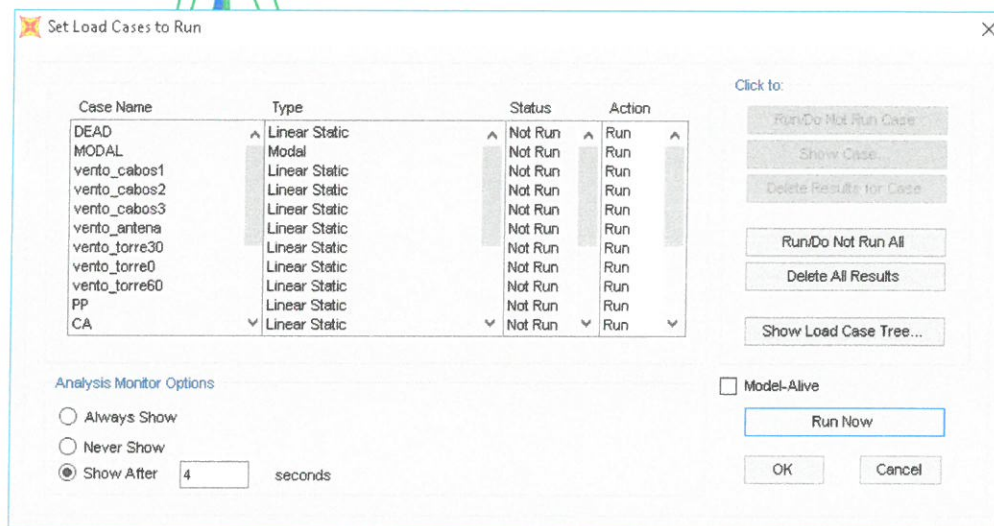 Set Load Cases to Run
Click to:
Case Name Type Status Action
DEAD Linear Static Not Run Run
MODAL Modal Not Run Run
vento_cabos1 Linear Static Not Run Run
vento_cabos2 Linear Static Not Run Run
vento_cabos3 Linear Static Not Run Run
vento_antena Linear Static Not Run Run
vento_torre30 Linear Static Not Run Run
vento_torre0 Linear Static Not Run Run
vento_torre60 Linear Static Not Run Run
PP Linear Static Not Run Run
CA Linear Static Not Run Run
Run/Do Not Run Case
Show Case...
Delete Results for Case
Run/Do Not Run All
Delete All Results
Show Load Case Tree...
Analysis Monitor Options
Always Show
Never Show
Show After 4 seconds
Model-Alive
Run Now
OK Cancel